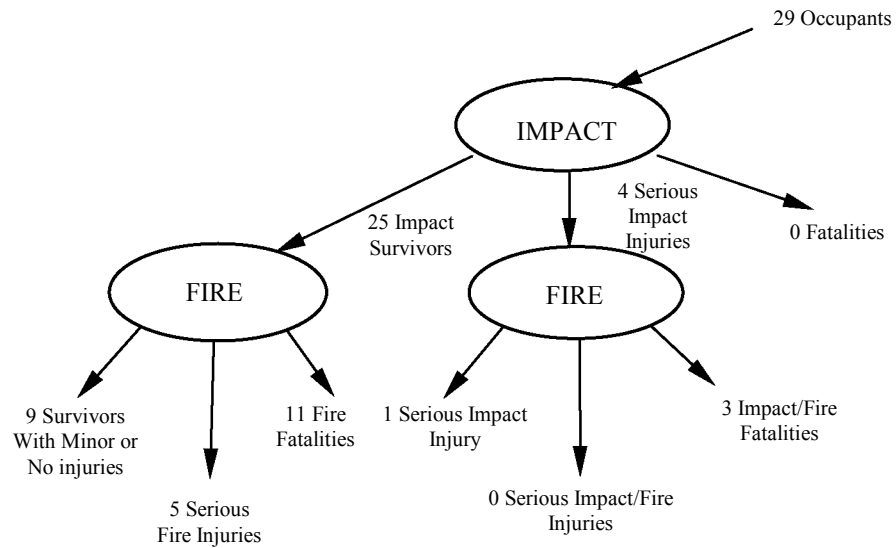 29 Occupants
IMPACT
25 Impact
Survivors
4 Serious
Impact
Injuries
0 Fatalities
FIRE
FIRE
9 Survivors
With Minor or
No injuries
5 Serious
Fire Injuries
11 Fire
Fatalities
1 Serious Impact
Injury
0 Serious Impact/Fire
Injuries
3 Impact/Fire
Fatalities